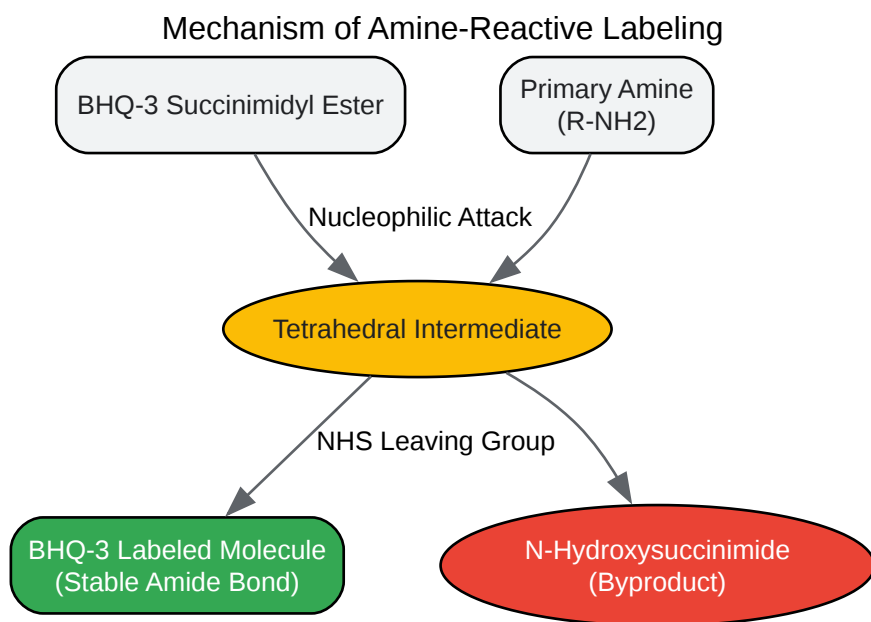 Mechanism of Amine-Reactive Labeling
BHQ-3 Succinimidyl Ester
Primary Amine
(R-NH2)
Nucleophilic Attack
Tetrahedral Intermediate
NHS Leaving Group
BHQ-3 Labeled Molecule
(Stable Amide Bond)
N-Hydroxysuccinimide
(Byproduct)